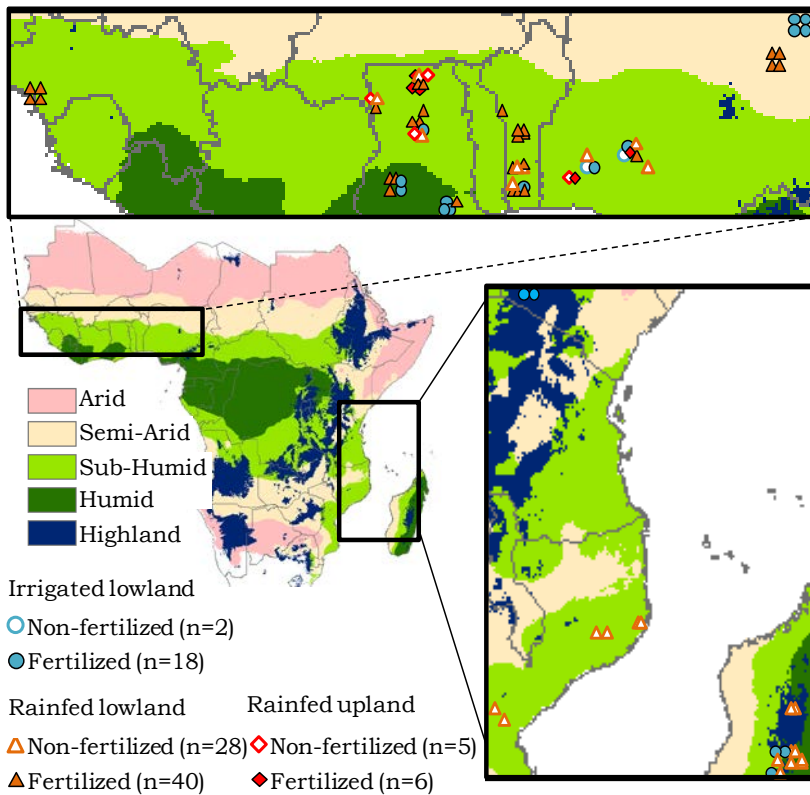 Arid
Semi-Arid
Sub-Humid
Humid
Highland
Irrigated lowland
Non-fertilized (n=2)
Fertilized (n=18)
Rainfed lowland
Non-fertilized (n=28)
Fertilized (n=40)
Rainfed upland
Non-fertilized (n=5)
Fertilized (n=6)